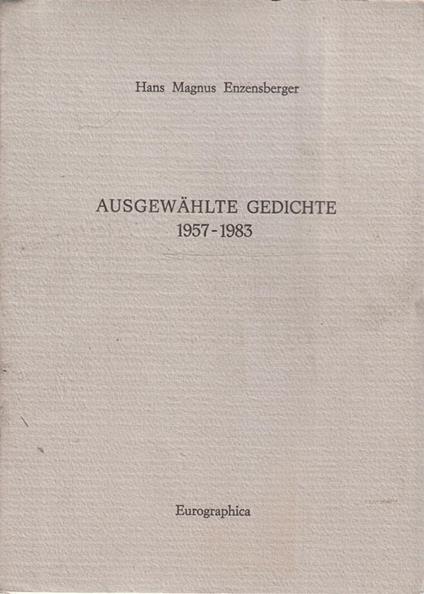 Hans Magnus Enzensberger
AUSGEWÄHLTE GEDICHTE
1957-1983
Eurographica